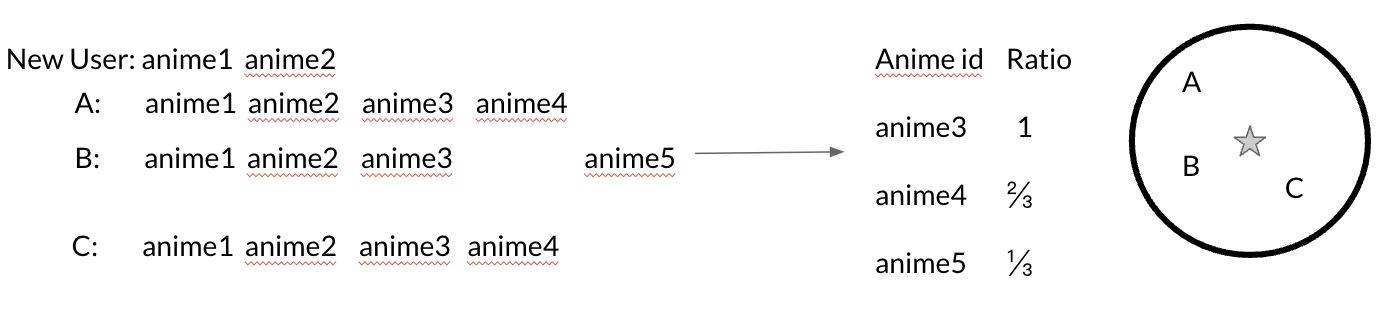 New User: anime1 anime2
A: anime1 anime2 anime3 anime4
B: anime1 anime2 anime3 anime5
C: anime1 anime2 anime3 anime4
Anime id Ratio
anime3 1
anime4 ⅔
anime5 ⅓
A
B
C